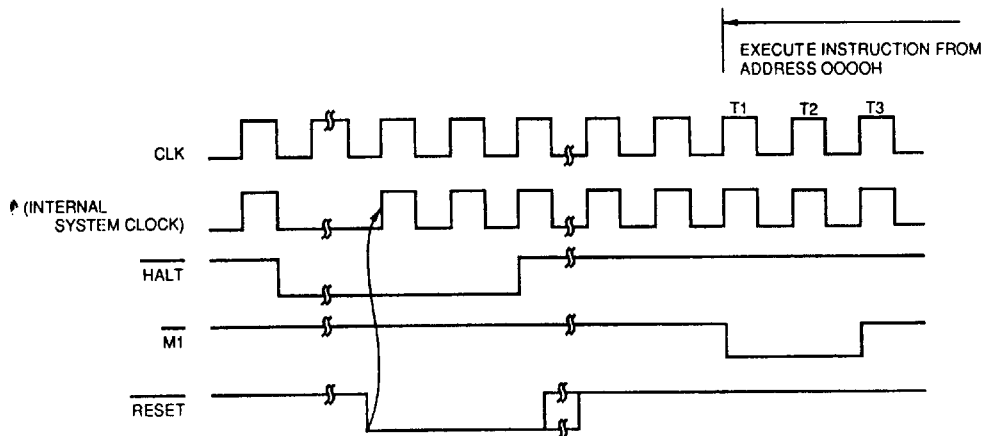 EXECUTE INSTRUCTION FROM
ADDRESS OOOOH
T1 T2 T3
CLK
(INTERNAL
SYSTEM CLOCK)
HALT
M1
RESET